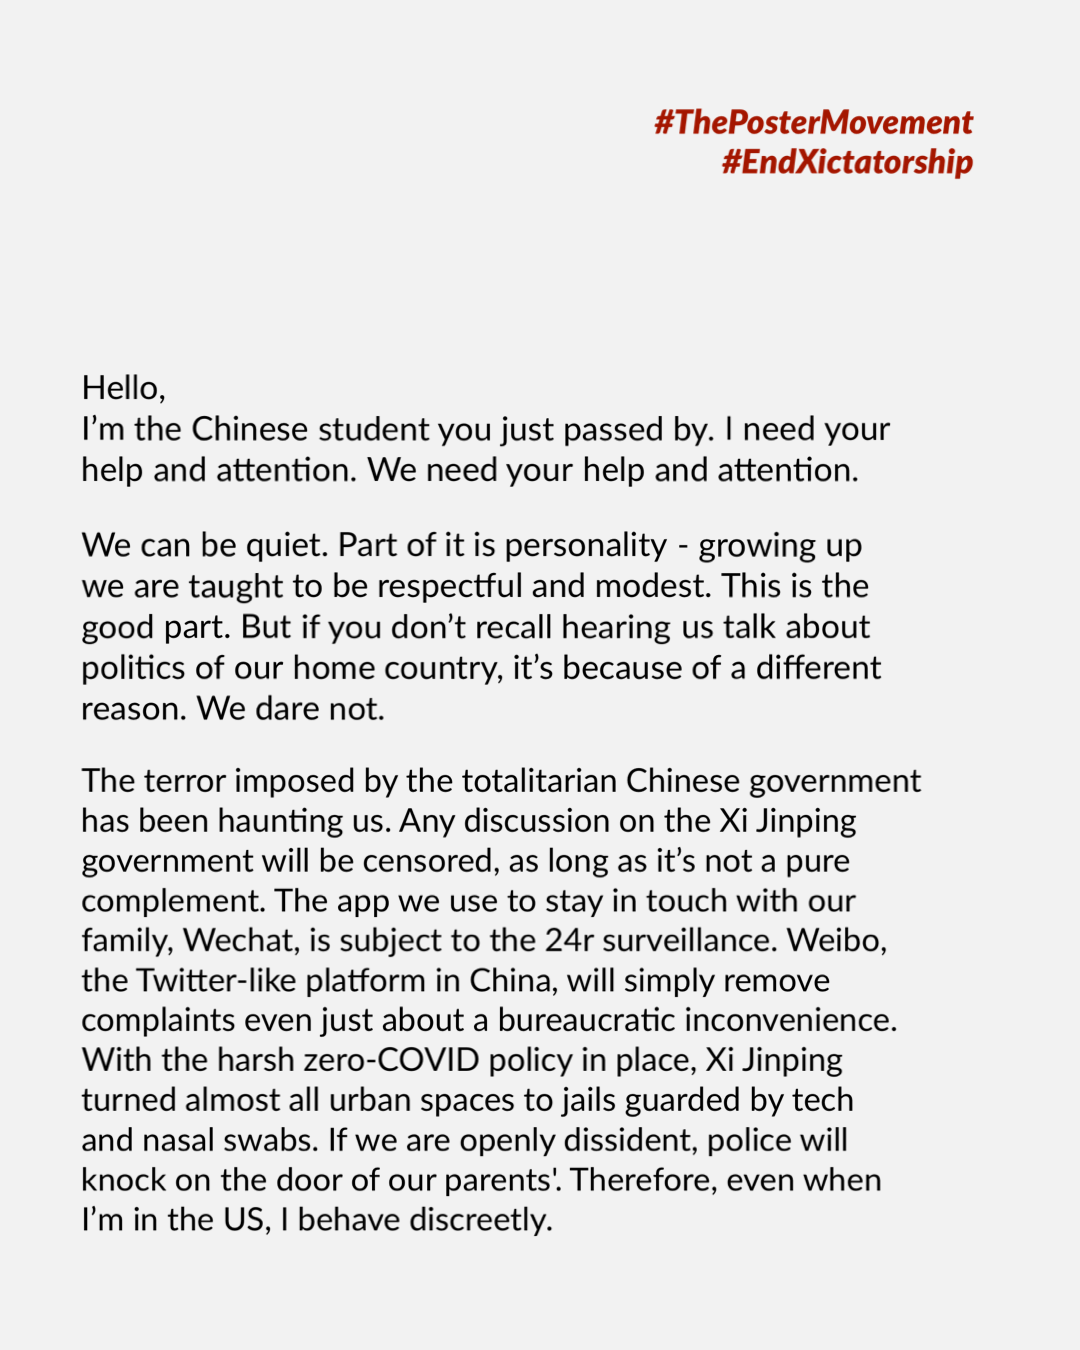 #ThePosterMovement
#EndXictatorship
Hello,
I’m the Chinese student you just passed by. I need your
help and attention. We need your help and attention.
We can be quiet. Part of it is personality - growing up
we are taught to be respectful and modest. This is the
good part. But if you don’t recall hearing us talk about
politics of our home country, it’s because of a different
reason. We dare not.
The terror imposed by the totalitarian Chinese government
has been haunting us. Any discussion on the Xi Jinping
government will be censored, as long as it’s not a pure
complement. The app we use to stay in touch with our
family, Wechat, is subject to the 24r surveillance. Weibo,
the Twitter-like platform in China, will simply remove
complaints even just about a bureaucratic inconvenience.
With the harsh zero-COVID policy in place, Xi Jinping
turned almost all urban spaces to jails guarded by tech
and nasal swabs. If we are openly dissident, police will
knock on the door of our parents'. Therefore, even when
I’m in the US, I behave discreetly.